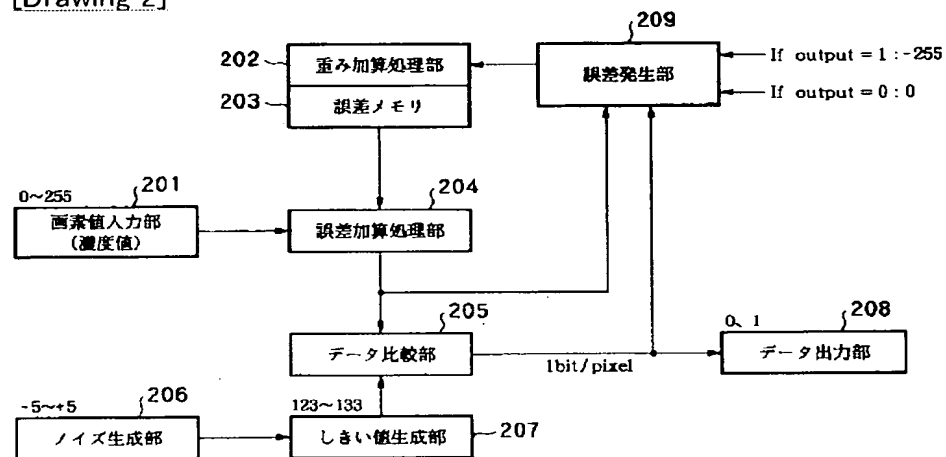 [Drawing 2]
209
202
重み加算処理部
誤差発生部
If output = 1 : -255
203
誤差メモリ
If output = 0 : 0
201
0~255
204
画素値入力部
(濃度値)
誤差加算処理部
205
データ比較部
1bit/pixel
0、1
208
データ出力部
206
-5~+5
123~133
ノイズ生成部
しきい値生成部
207